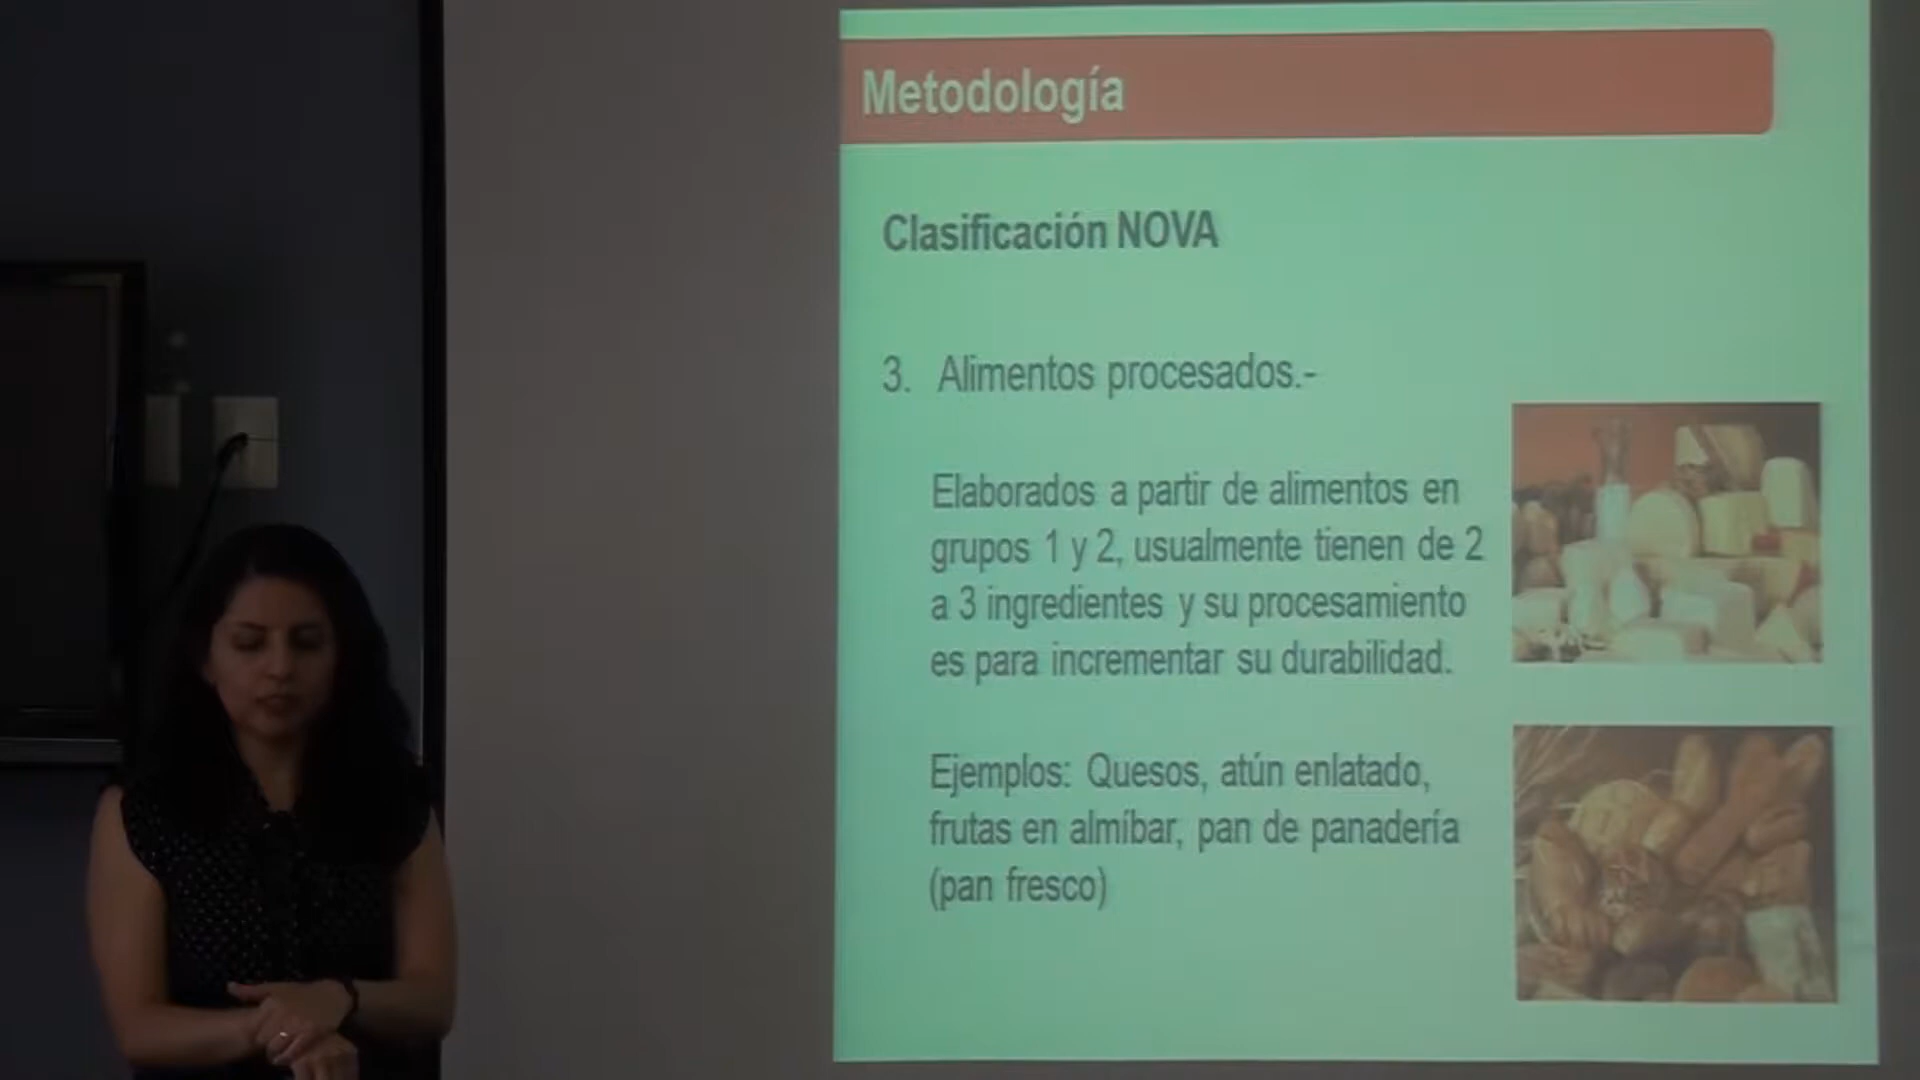 Metodología
Clasificación NOVA
3. Alimentos procesados.-
Elaborados a partir de alimentos en
grupos 1 y 2, usualmente tienen de 2
a 3 ingredientes y su procesamiento
es para incrementar su durabilidad.
Ejemplos: Quesos, atún enlatado,
frutas en almíbar, pan de panadería
(pan fresco)